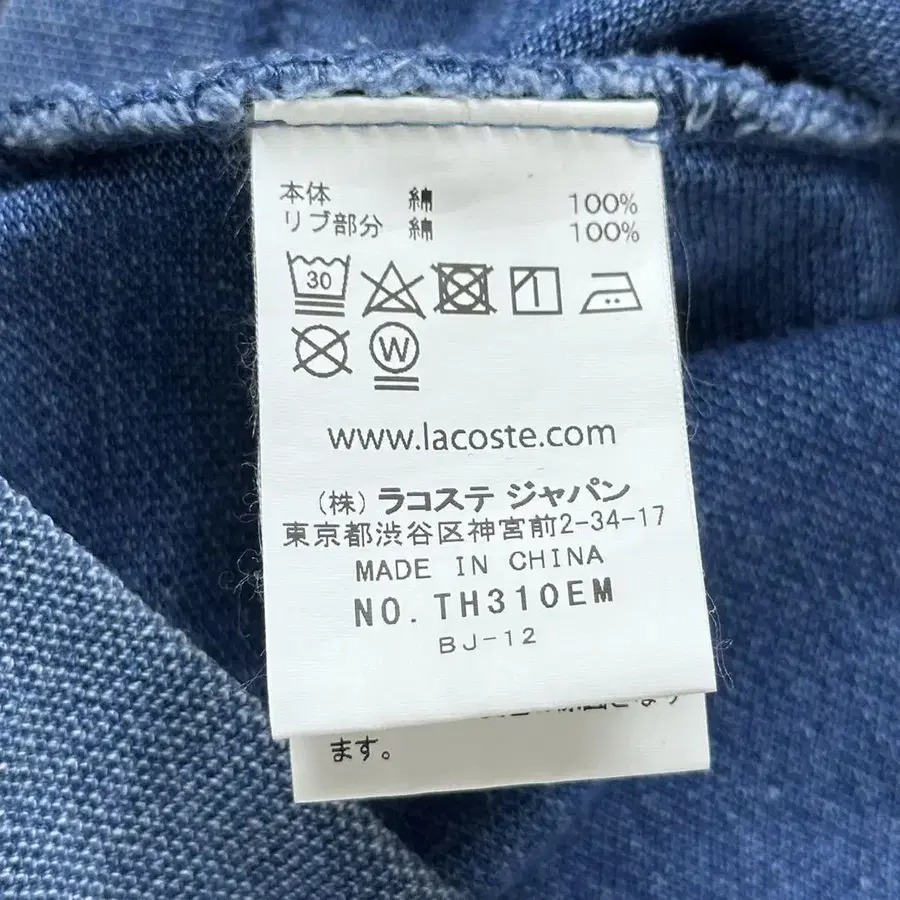 本体 綿 100%
リブ部分 綿 100%
30
W
www.lacoste.com
(株) ラコステ ジャパン
東京都渋谷区神宮前2-34-17
MADE IN CHINA
NO. TH310EM
BJ-12
ます。